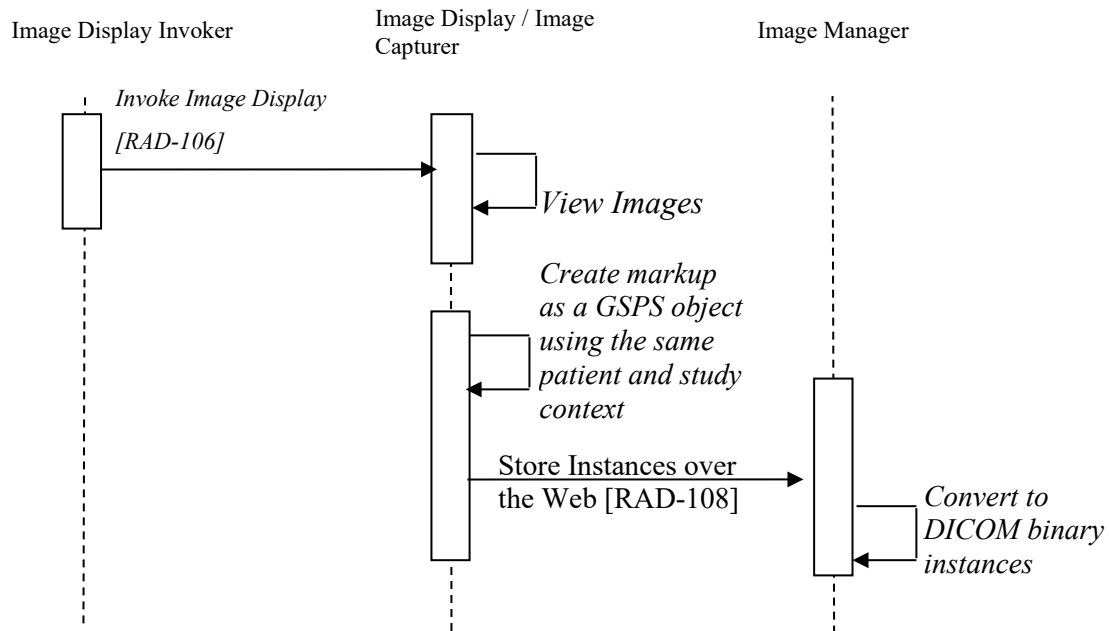 Image Display Invoker
Image Display / Image
Capturer
Image Manager
Invoke Image Display
[RAD-106]
View Images
Create markup
as a GSPS object
using the same
patient and study
context
Store Instances over
the Web [RAD-108]
Convert to
DICOM binary
instances